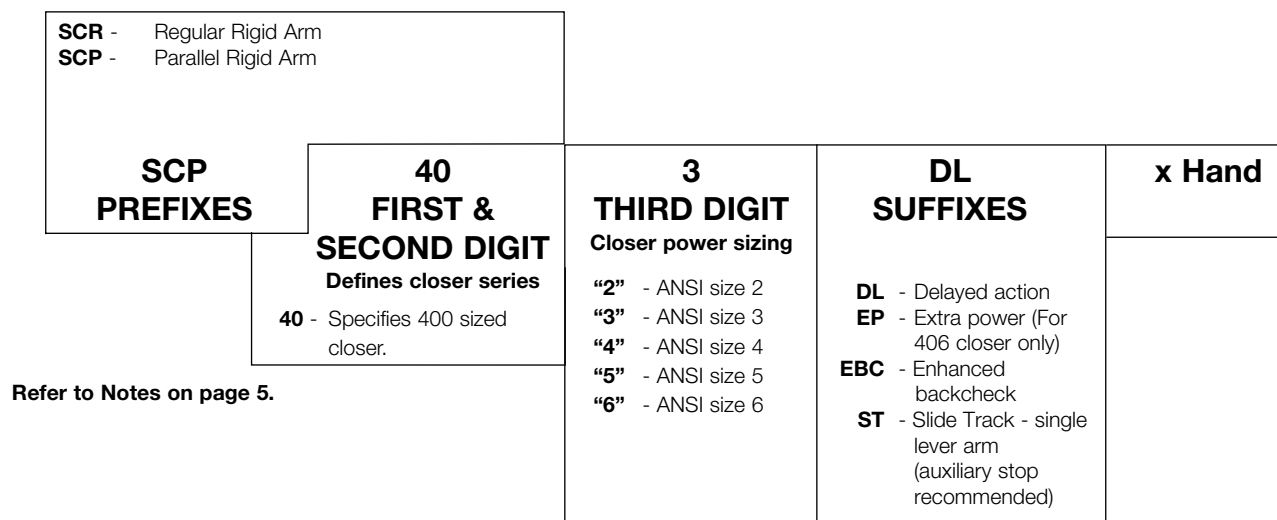 SCR - Regular Rigid Arm
SCP - Parallel Rigid Arm
SCP
PREFIXES
40
FIRST &
SECOND DIGIT
Defines closer series
40 - Specifies 400 sized
closer.
Refer to Notes on page 5.
3
THIRD DIGIT
Closer power sizing
“2” - ANSI size 2
“3” - ANSI size 3
“4” - ANSI size 4
“5” - ANSI size 5
“6” - ANSI size 6
DL
SUFFIXES
DL - Delayed action
EP - Extra power (For
406 closer only)
EBC - Enhanced
backcheck
ST - Slide Track - single
lever arm
(auxiliary stop
recommended)
x Hand